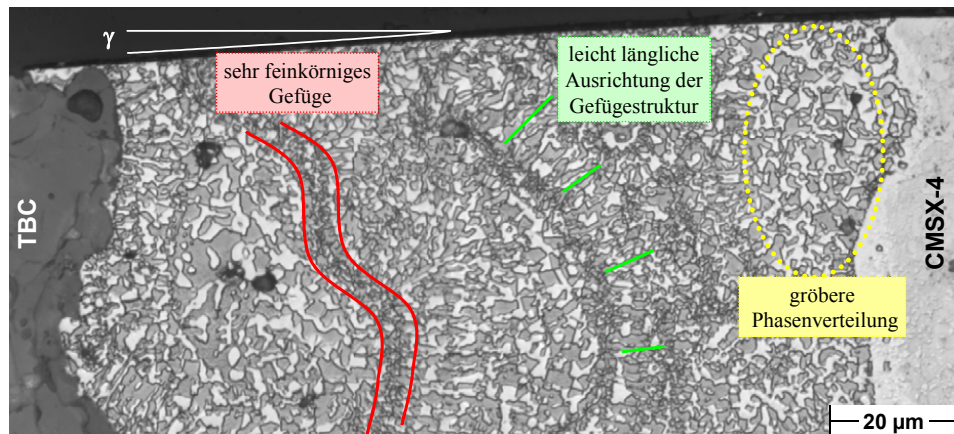 γ
sehr feinkörniges
Gefüge
leicht längliche
Ausrichtung der
Gefügestruktur
TBC
CMSX-4
gröbere
Phasenverteilung
20 µm